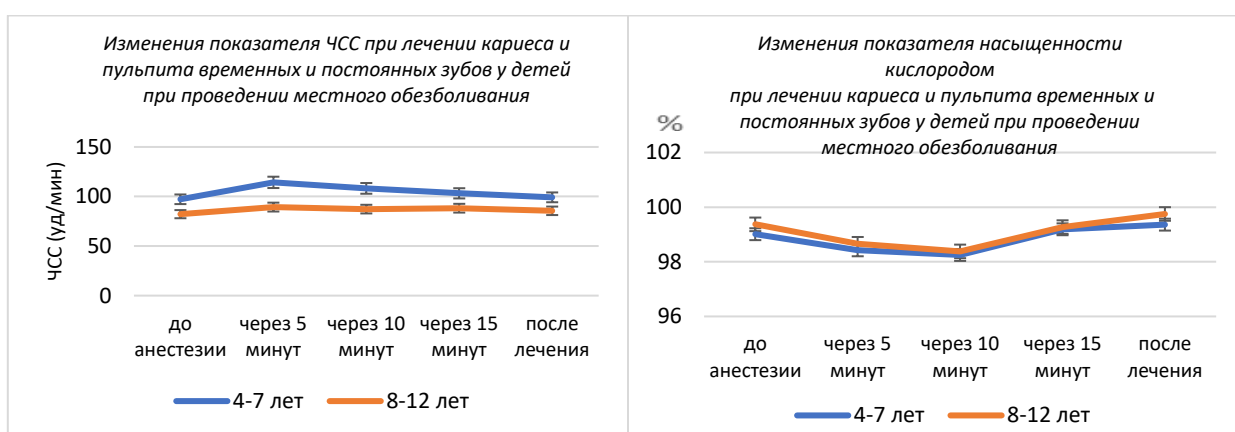 Изменения показателя ЧСС при лечении кариеса и
пульпита временных и постоянных зубов у детей
при проведении местного обезболивания
ЧСС (уд/мин)
150
100
50
0
до анестезии
через 5 минут
через 10 минут
через 15 минут
после лечения
4-7 лет
8-12 лет
Изменения показателя насыщенности
кислородом
при лечении кариеса и пульпита временных и
постоянных зубов у детей при проведении
местного обезболивания
%
102
100
98
96
до анестезии
через 5 минут
через 10 минут
через 15 минут
после лечения
4-7 лет
8-12 лет